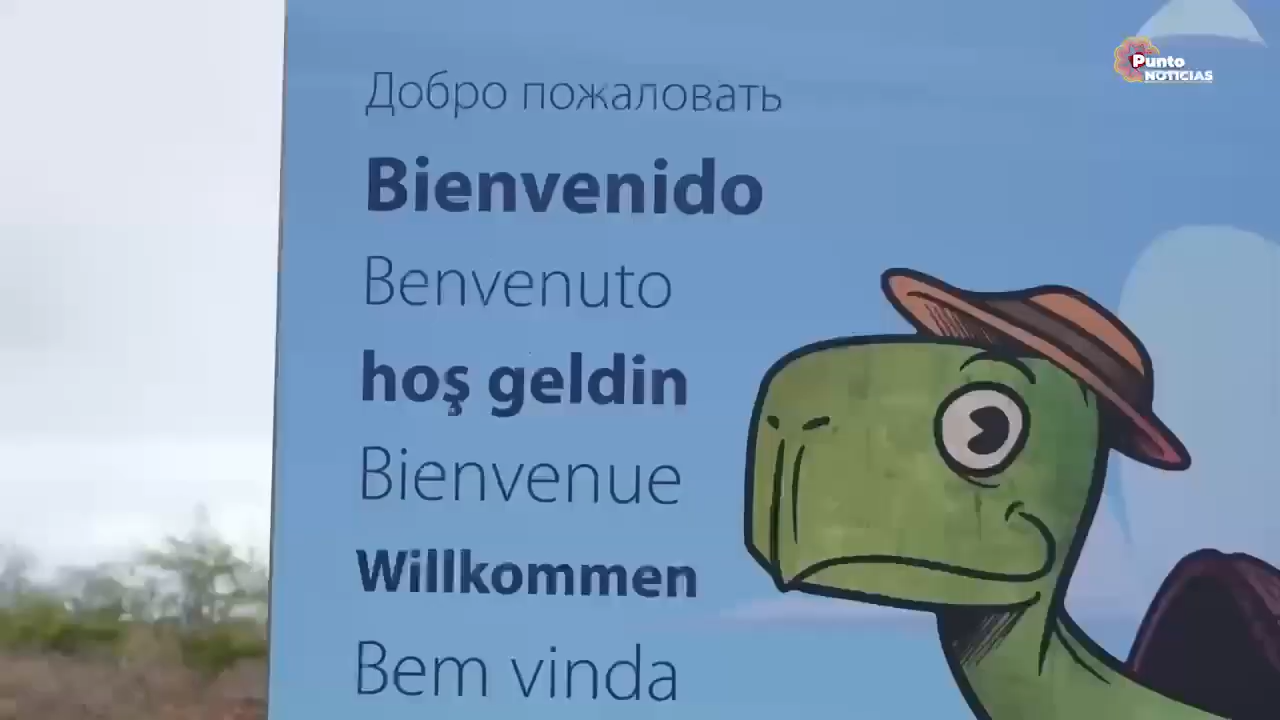 Punto
NOTICIAS
Добро пожаловать
Bienvenido
Benvenuto
hoş geldin
Bienvenue
Willkommen
Bem vinda